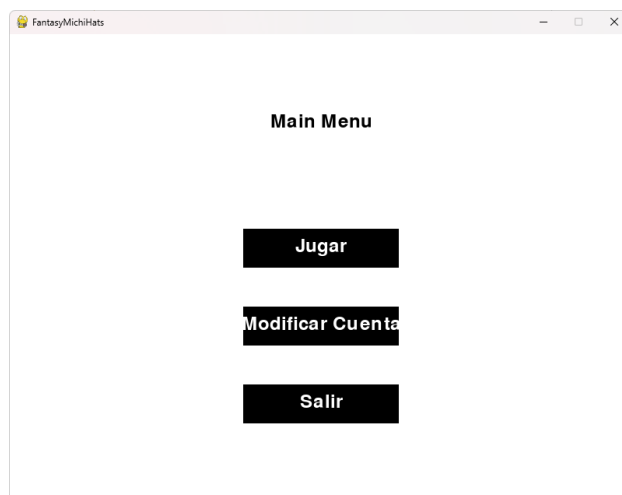 FantasyMichiHats
Main Menu
Jugar
Modificar Cuenta
Salir